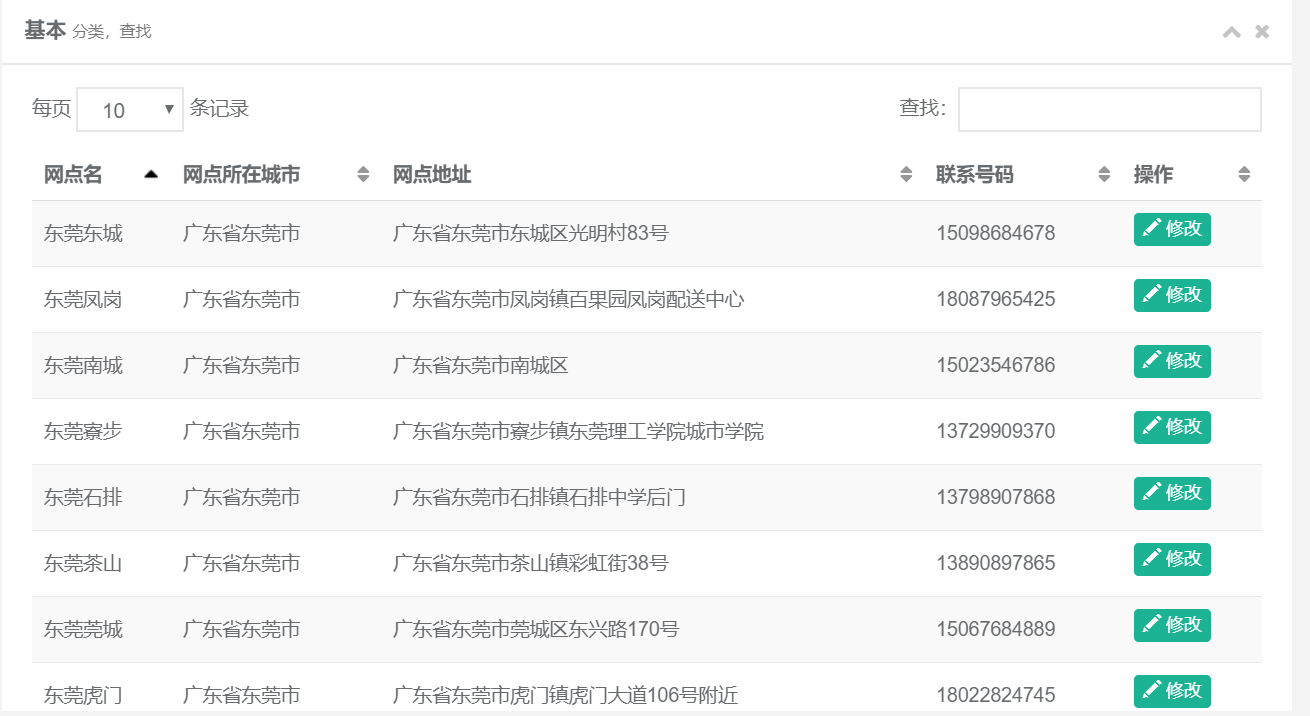 基本 分类，查找
每页 10 条记录 查找：
网点名 网点所在城市 网点地址 联系号码 操作
东莞东城 广东省东莞市 广东省东莞市东城区光明村83号 15098684678 修改
东莞凤岗 广东省东莞市 广东省东莞市凤岗镇百果园凤岗配送中心 18087965425 修改
东莞南城 广东省东莞市 广东省东莞市南城区 15023546786 修改
东莞寮步 广东省东莞市 广东省东莞市寮步镇东莞理工学院城市学院 13729909370 修改
东莞石排 广东省东莞市 广东省东莞市石排镇石排中学后门 13798907868 修改
东莞茶山 广东省东莞市 广东省东莞市茶山镇彩虹街38号 13890897865 修改
东莞莞城 广东省东莞市 广东省东莞市莞城区东兴路170号 15067684889 修改
东莞虎门 广东省东莞市 广东省东莞市虎门镇虎门大道106号附近 18022824745 修改